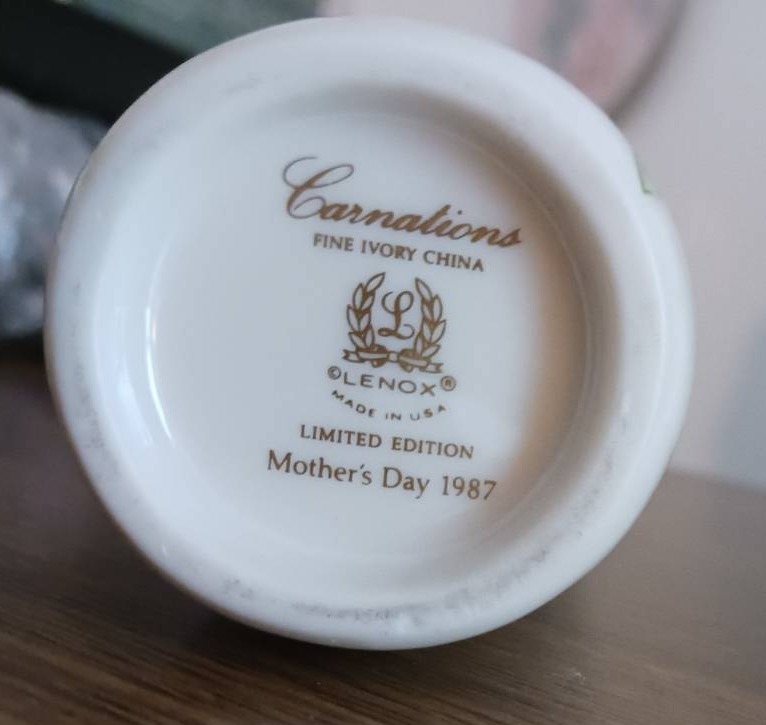 Carnations
FINE IVORY CHINA
L
©LENOX®
MADE IN USA
LIMITED EDITION
Mother's Day 1987